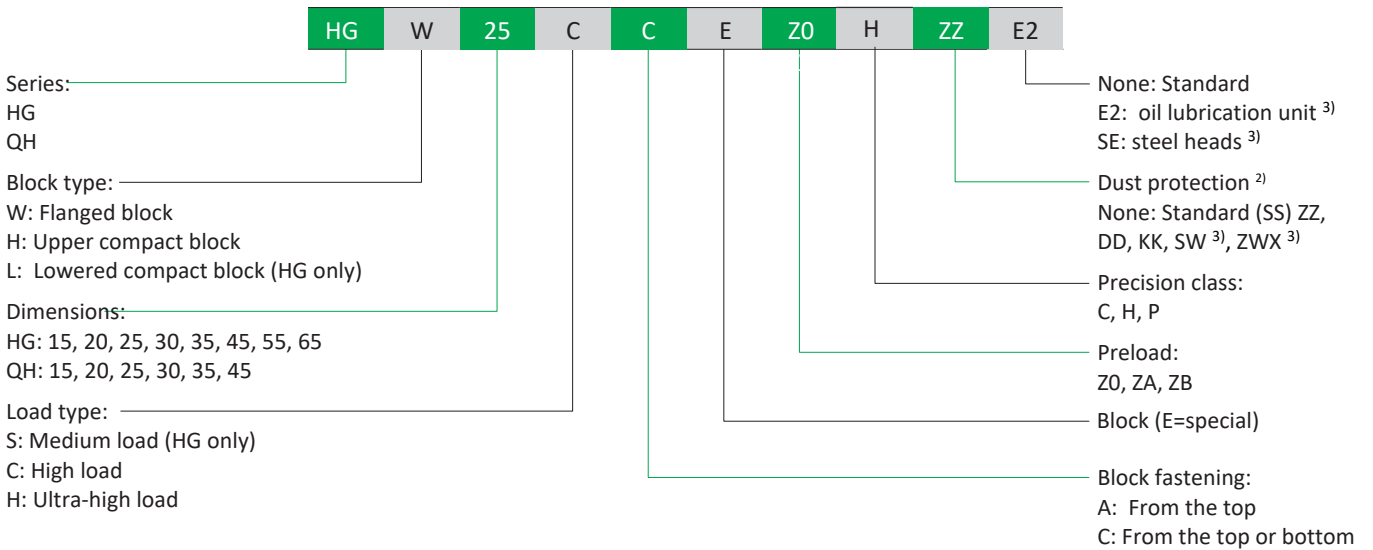 HG W 25 C C E Z0 H ZZ E2
Series:
HG
QH
Block type:
W: Flanged block
H: Upper compact block
L: Lowered compact block (HG only)
Dimensions:
HG: 15, 20, 25, 30, 35, 45, 55, 65
QH: 15, 20, 25, 30, 35, 45
Load type:
S: Medium load (HG only)
C: High load
H: Ultra-high load
None: Standard
E2: oil lubrication unit 3)
SE: steel heads 3)
Dust protection 2)
None: Standard (SS) ZZ,
DD, KK, SW 3), ZWX 3)
Precision class:
C, H, P
Preload:
Z0, ZA, ZB
Block (E=special)
Block fastening:
A: From the top
C: From the top or bottom